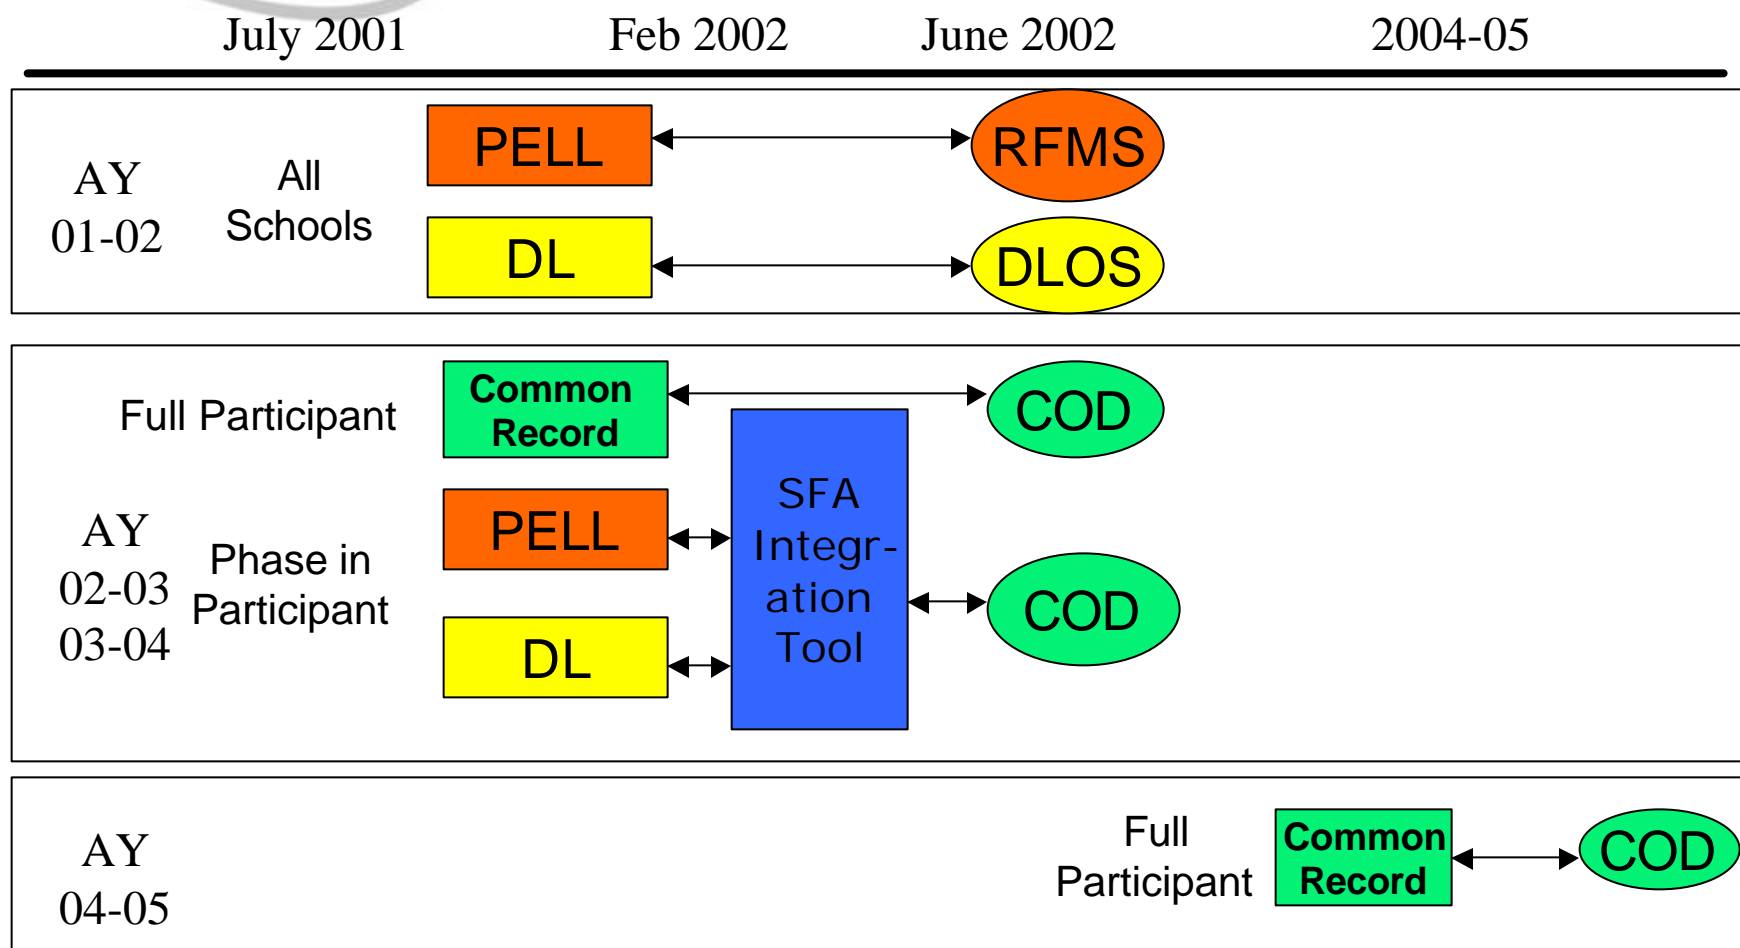 July 2001 Feb 2002 June 2002 2004-05
AY
01-02
All
Schools
PELL
RFMS
DL
DLOS
Full Participant
Common
Record
COD
AY
02-03
03-04
Phase in
Participant
PELL
DL
SFA
Integr-
ation
Tool
COD
AY
04-05
Full
Participant
Common
Record
COD